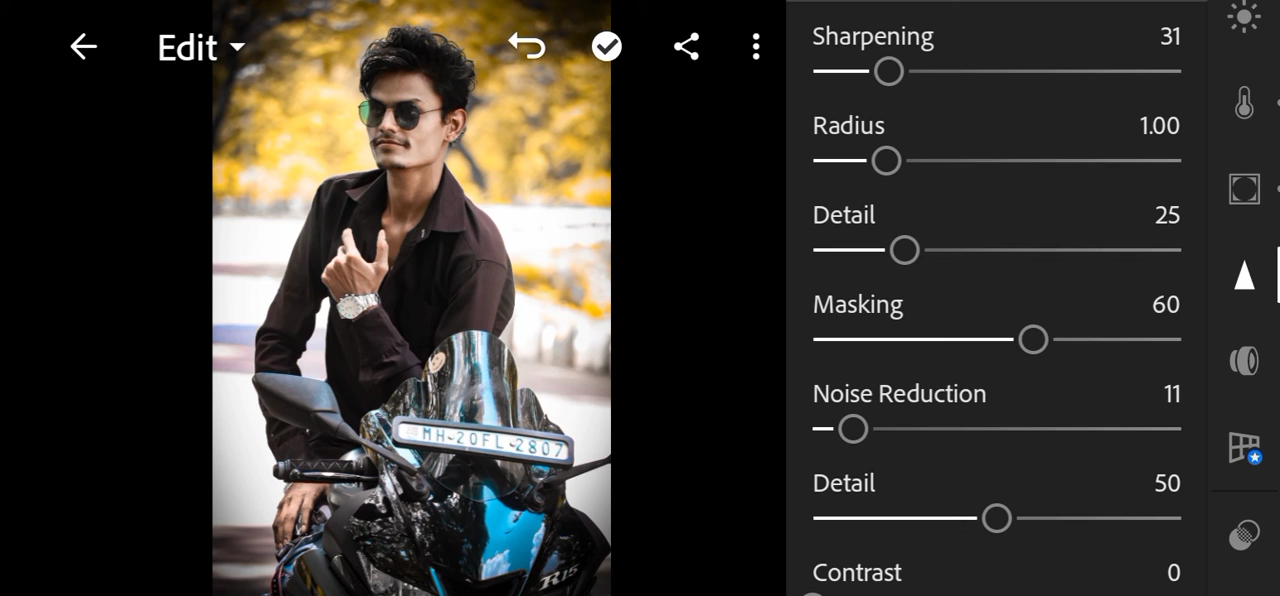 Edit
Sharpening 31
Radius 1.00
Detail 25
Masking 60
Noise Reduction 11
Detail 50
Contrast 0
MH-20FL-2807
R15